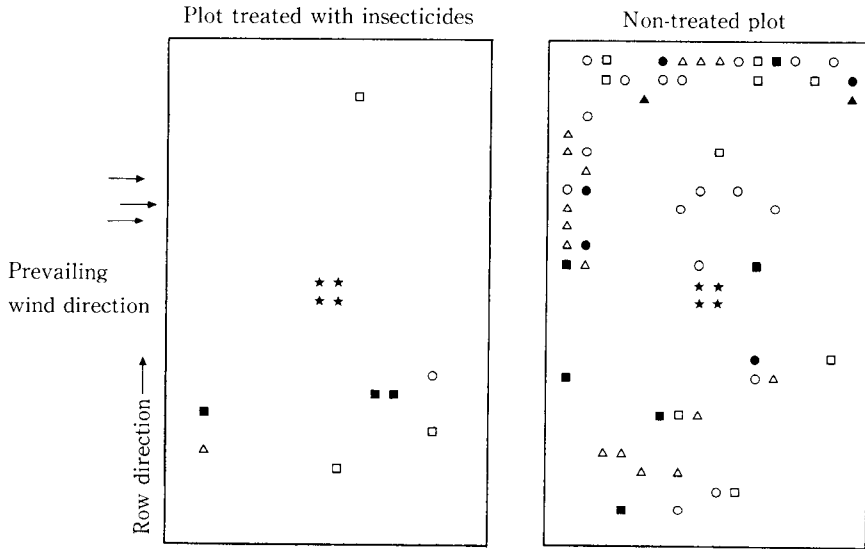 Plot treated with insecticides
Non-treated plot
Prevailing
wind direction
Row direction